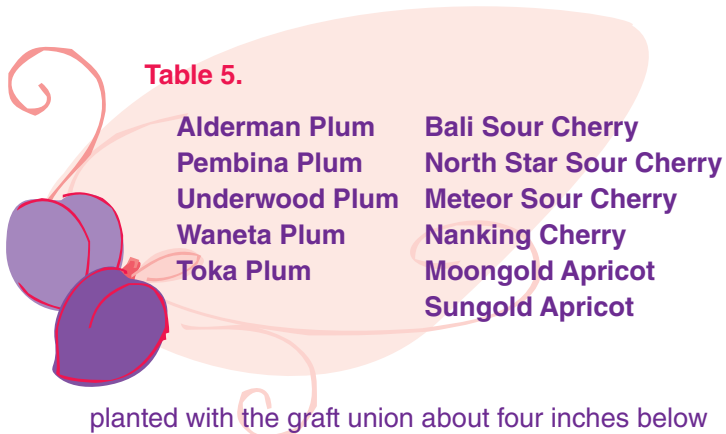 Table 5.
Alderman Plum
Pembina Plum
Underwood Plum
Waneta Plum
Toka Plum
Bali Sour Cherry
North Star Sour Cherry
Meteor Sour Cherry
Nanking Cherry
Moongold Apricot
Sungold Apricot
planted with the graft union about four inches below